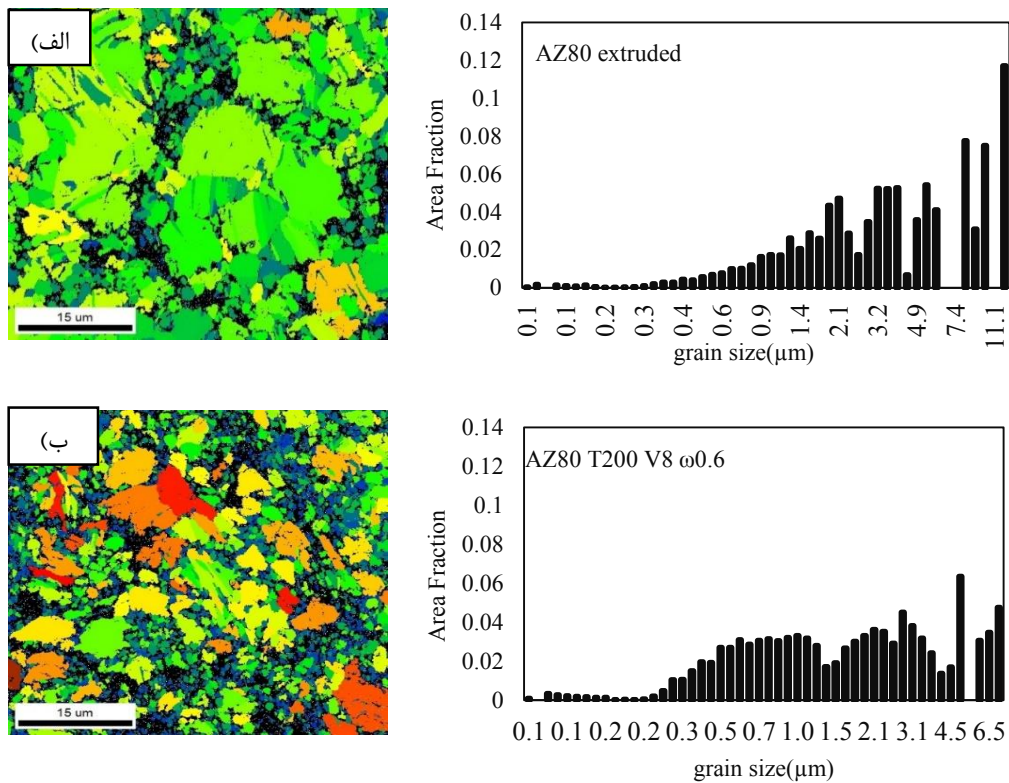 الف)
15 um
0.14
0.12
0.1
0.08
0.06
0.04
0.02
0
Area Fraction
AZ80 extruded
0.1 0.1 0.2 0.3 0.4 0.6 0.9 1.4 2.1 3.2 4.9 7.4 11.1
grain size(µm)
ب)
15 um
0.14
0.12
0.1
0.08
0.06
0.04
0.02
0
Area Fraction
AZ80 T200 V8 ω0.6
0.1 0.1 0.2 0.2 0.3 0.5 0.7 1.0 1.5 2.1 3.1 4.5 6.5
grain size(µm)